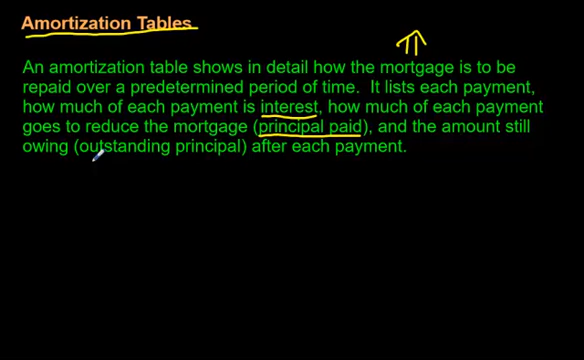 Amortization Tables
An amortization table shows in detail how the mortgage is to be
repaid over a predetermined period of time.  It lists each payment,
how much of each payment is interest, how much of each payment
goes to reduce the mortgage (principal paid), and the amount still
owing (outstanding principal) after each payment.